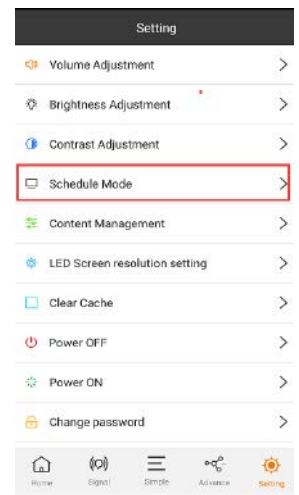 Setting
Volume Adjustment
Brightness Adjustment
Contrast Adjustment
Schedule Mode
Content Management
LED Screen resolution setting
Clear Cache
Power OFF
Power ON
Change password
Home Signal Simple Advance Setting